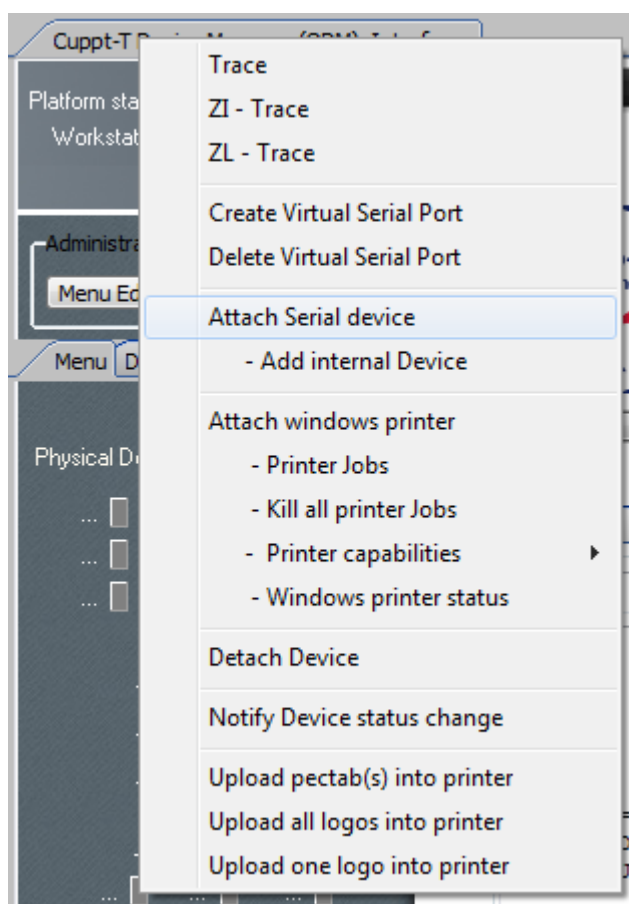 Cuppt-T
Platform sta
Workstat
Administra
Menu Ed
Menu D
Physical D
...
...
...
...
Trace
ZI - Trace
ZL - Trace
Create Virtual Serial Port
Delete Virtual Serial Port
Attach Serial device
- Add internal Device
Attach windows printer
- Printer Jobs
- Kill all printer Jobs
- Printer capabilities
- Windows printer status
Detach Device
Notify Device status change
Upload pectab(s) into printer
Upload all logos into printer
Upload one logo into printer